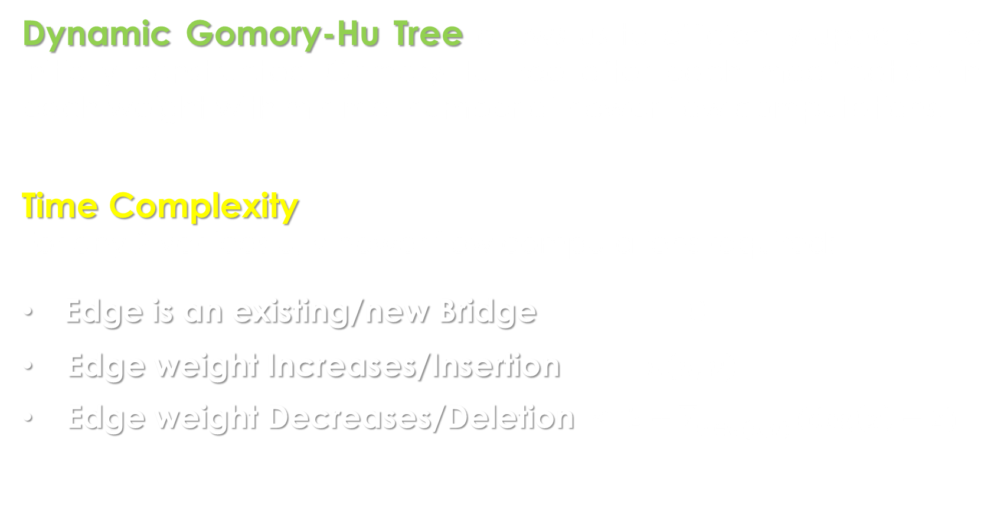 Dynamic Gomory-Hu Tree
Time Complexity
• Edge is an existing/new Bridge
• Edge weight Increases/Insertion
• Edge weight Decreases/Deletion